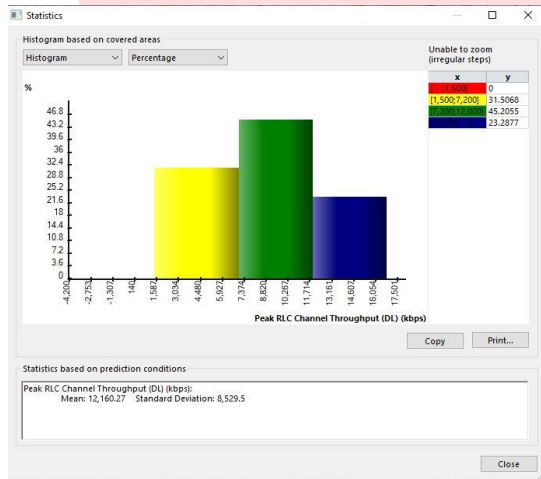 Statistics
Histogram based on covered areas
Histogram
Percentage
Unable to zoom
(irregular steps)
x y
0
[1,500;7,200) 31.5068
[7,200;12,000) 45.2055
23.2877
%
46.8
43.2
39.6
36
32.4
28.8
25.2
21.6
18
14.4
10.8
7.2
3.6
0
-4,200
-2,753
-1,307
140
1,587
3,034
4,480
5,927
7,374
8,820
10,267
11,714
13,161
14,607
16,054
17,501
Peak RLC Channel Throughput (DL) (kbps)
Copy
Print...
Statistics based on prediction conditions
Peak RLC Channel Throughput (DL) (kbps):
Mean: 12,160.27 Standard Deviation: 8,529.5
Close